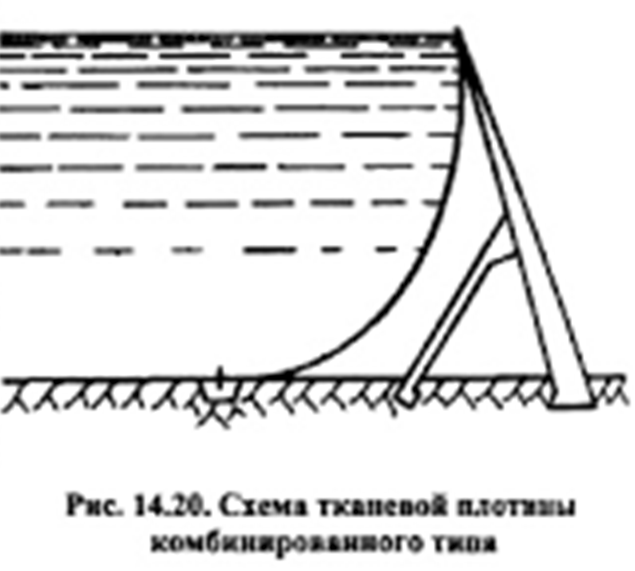 Рис. 14.20. Схема тканевой плотины
комбинированного типа